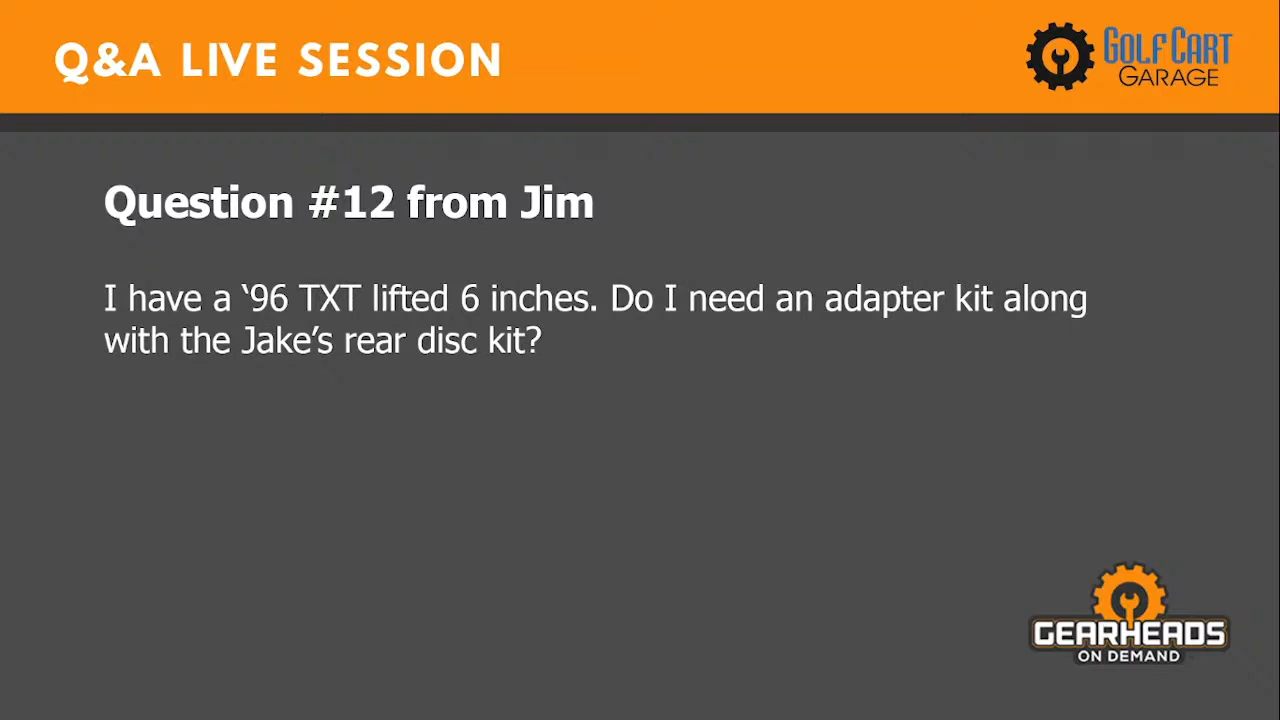 Q&A LIVE SESSION
GOLF CART
GARAGE
Question #12 from Jim
I have a ‘96 TXT lifted 6 inches. Do I need an adapter kit along
with the Jake’s rear disc kit?
GEARHEADS
ON DEMAND